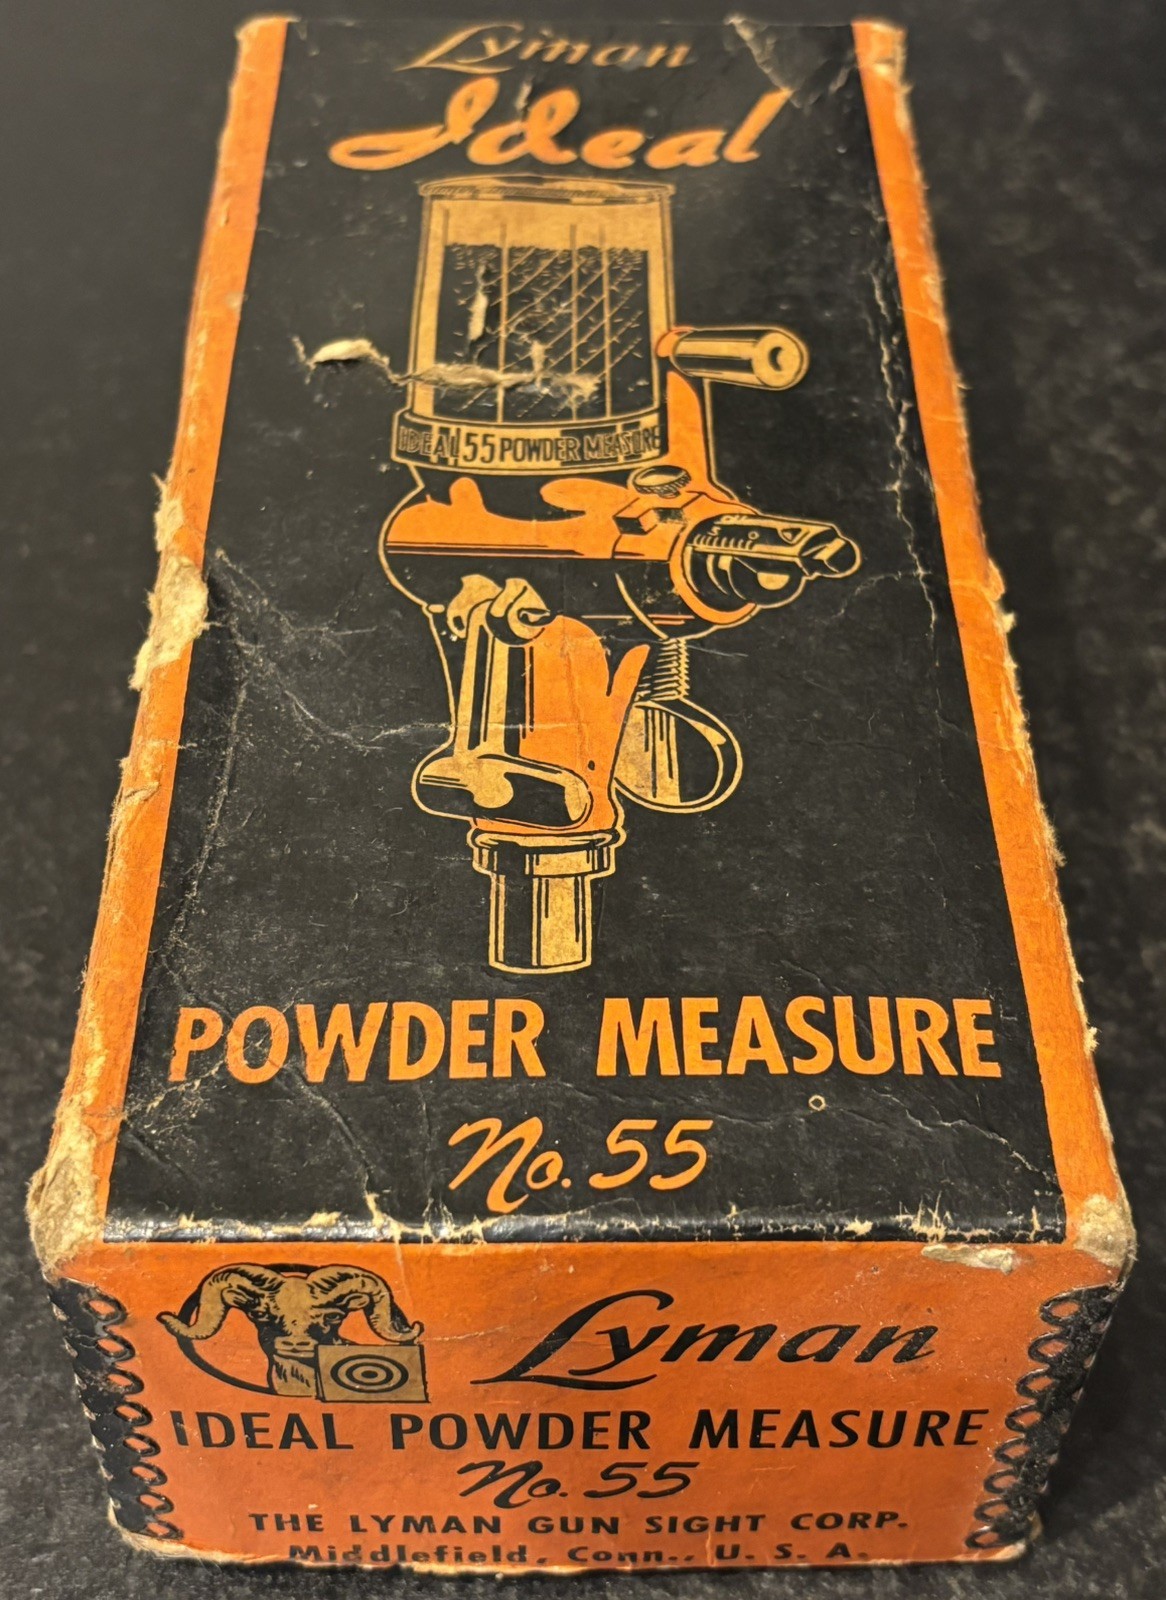 Lyman
Ideal
IDEAL 55 POWDER MEASURE
POWDER MEASURE
No. 55
Lyman
IDEAL POWDER MEASURE
No. 55
THE LYMAN GUN SIGHT CORP.
Middlefield, Conn., U. S. A.